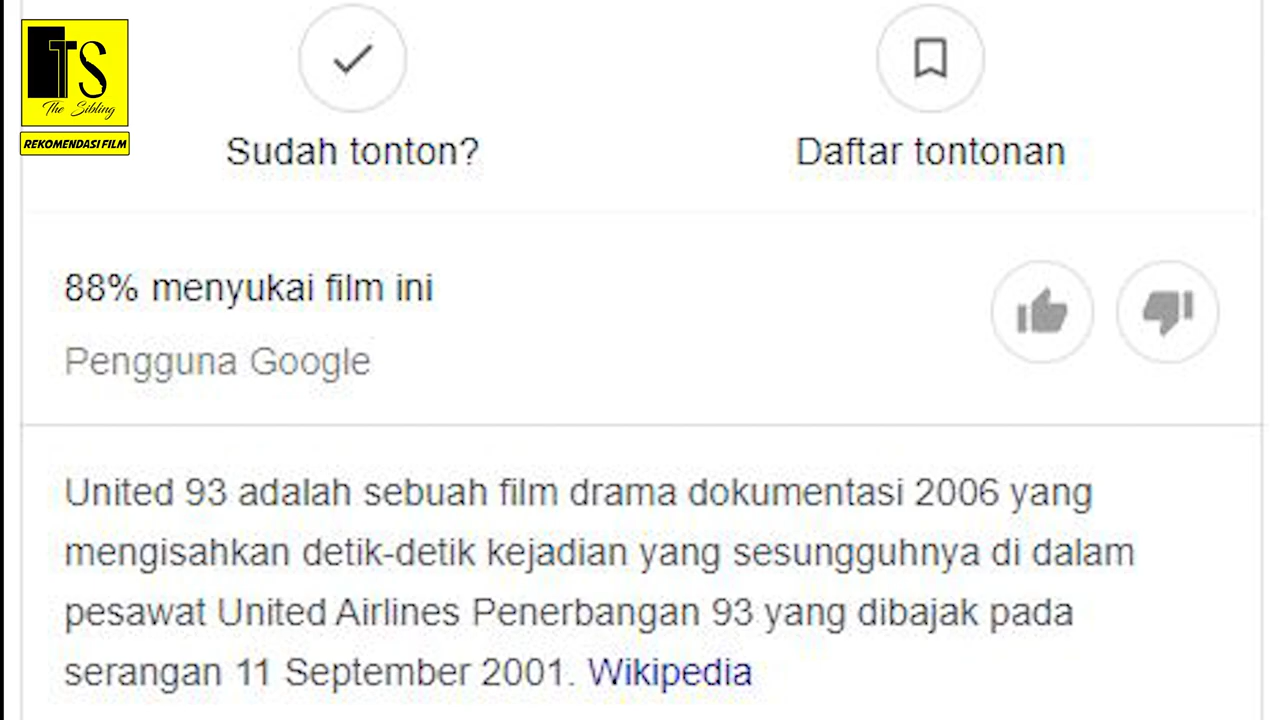 TS
The Sibling
REKOMENDASI FILM
Sudah tonton?
Daftar tontonan
88% menyukai film ini
Pengguna Google
United 93 adalah sebuah film drama dokumentasi 2006 yang
mengisahkan detik-detik kejadian yang sesungguhnya di dalam
pesawat United Airlines Penerbangan 93 yang dibajak pada
serangan 11 September 2001. Wikipedia